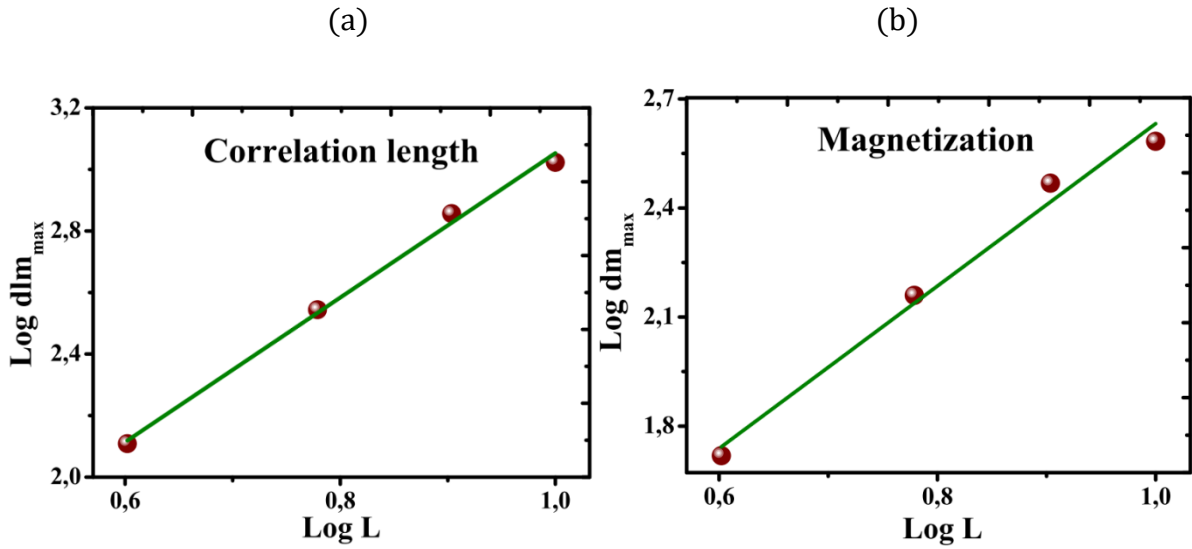 (a)
(b)
Correlation length
Log dlm_max
3,2
2,8
2,4
2,0
0,6
0,8
1,0
Log L
Magnetization
Log dm_max
2,7
2,4
2,1
1,8
0,6
0,8
1,0
Log L